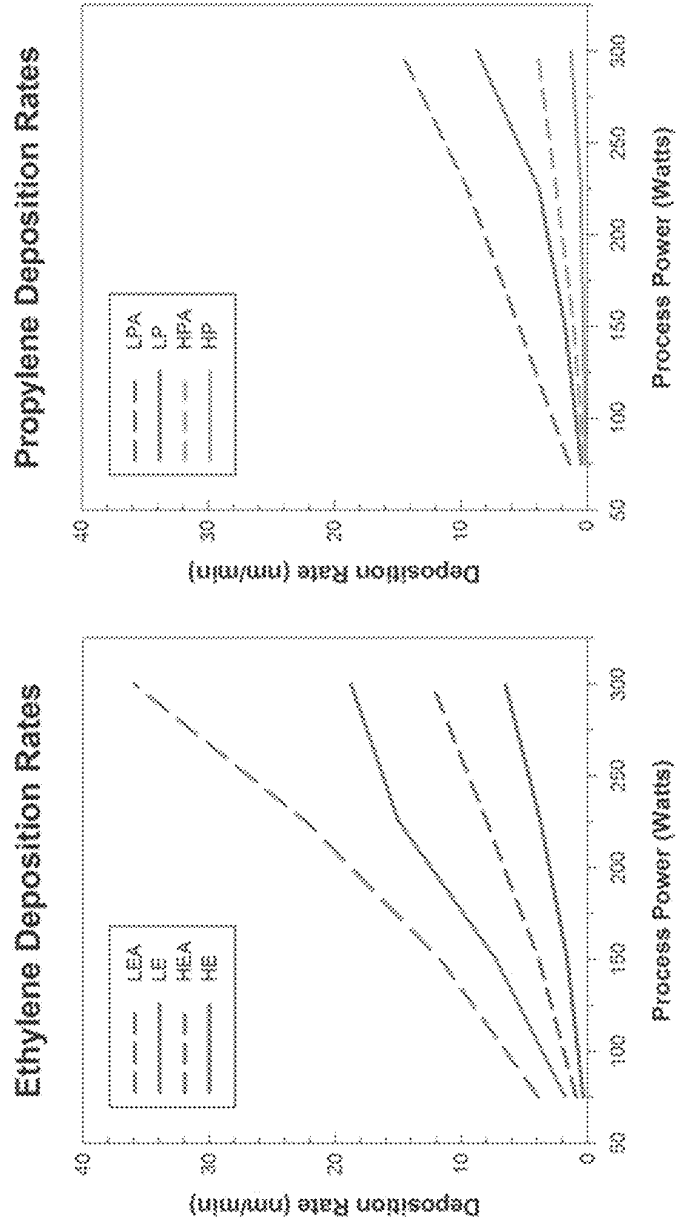 Ethylene Deposition Rates
40
30
20
10
0
Deposition Rate (nm/min)
LEA
LE
HEA
HE
50
100
150
200
250
300
Process Power (Watts)
Propylene Deposition Rates
40
30
20
10
0
Deposition Rate (nm/min)
LPA
LP
HPA
HP
50
100
150
200
250
300
Process Power (Watts)